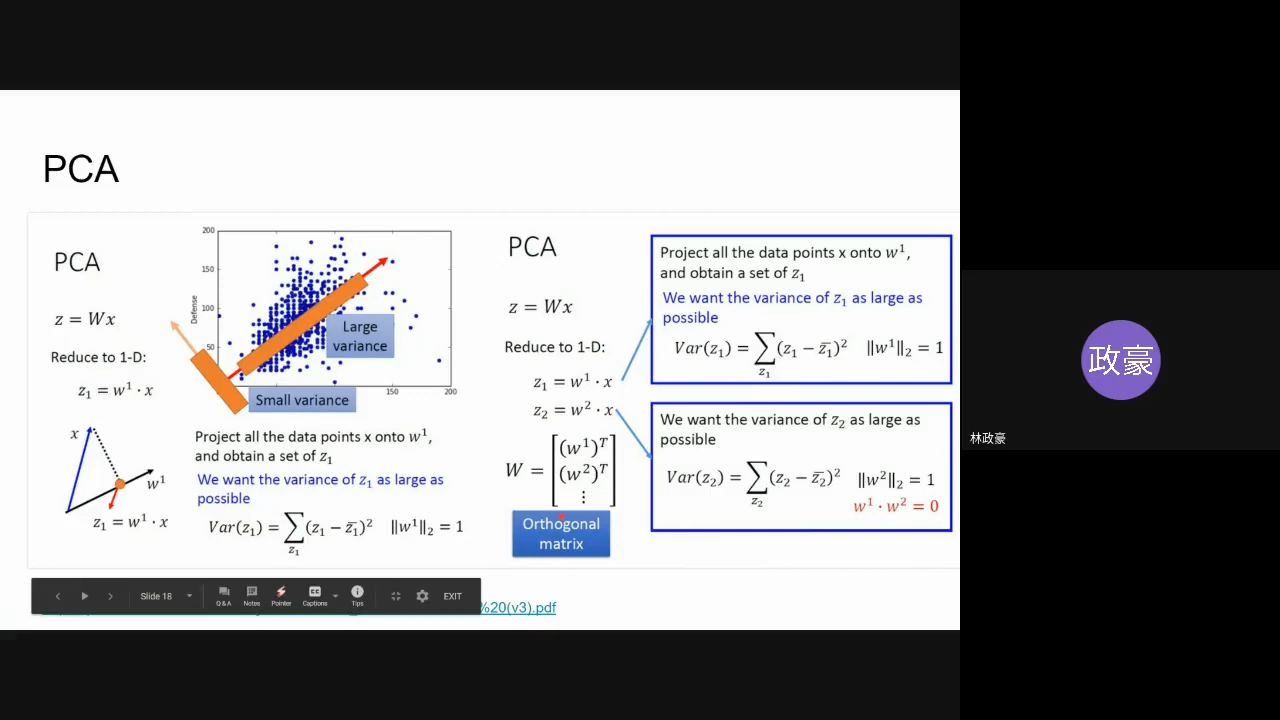 PCA
PCA
z = Wx
Reduce to 1-D:
z₁ = w¹ · x
x
w¹
z₁ = w¹ · x
200
150
100
50
Defense
150
200
Large
variance
Small variance
Project all the data points x onto w¹,
and obtain a set of z₁
We want the variance of z₁ as large as
possible
Var(z₁) = ∑_{z₁} (z₁ − z̄₁)² ‖w¹‖₂ = 1
PCA
z = Wx
Reduce to 1-D:
z₁ = w¹ · x
z₂ = w² · x
W = [(w¹)ᵀ
(w²)ᵀ
⋮]
Orthogonal
matrix
Project all the data points x onto w¹,
and obtain a set of z₁
We want the variance of z₁ as large as
possible
Var(z₁) = ∑_{z₁} (z₁ − z̄₁)² ‖w¹‖₂ = 1
We want the variance of z₂ as large as
possible
Var(z₂) = ∑_{z₂} (z₂ − z̄₂)² ‖w²‖₂ = 1
w¹ · w² = 0
Slide 18
Q&A
Notes
Pointer
CC
Captions
Tips
EXIT
%20(v3).pdf
政豪
林政豪